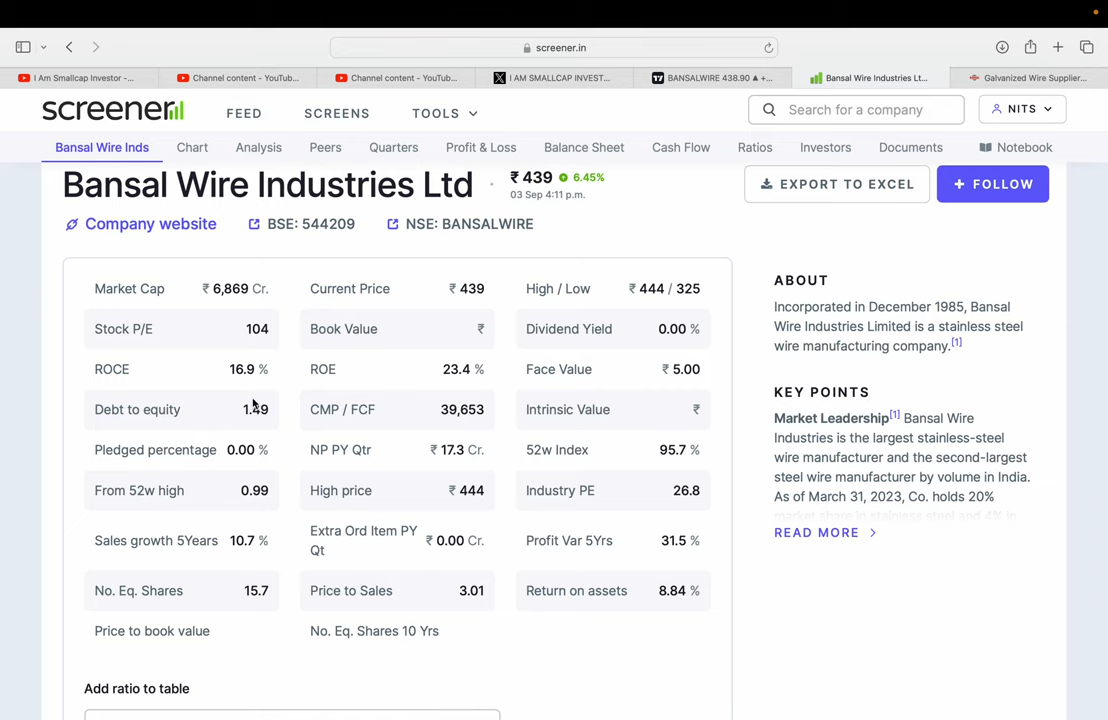 screener.in
I Am Smallcap Investor -...
Channel content - YouTub...
Channel content - YouTub...
I AM SMALLCAP INVEST...
BANSALWIRE 438.90 ▲ +...
Bansal Wire Industries Lt...
Galvanized Wire Supplier...
screener
FEED
SCREENS
TOOLS
Search for a company
NITS
Bansal Wire Inds
Chart
Analysis
Peers
Quarters
Profit & Loss
Balance Sheet
Cash Flow
Ratios
Investors
Documents
Notebook
Bansal Wire Industries Ltd
₹ 439 6.45%
03 Sep 4:11 p.m.
EXPORT TO EXCEL
+ FOLLOW
Company website
BSE: 544209
NSE: BANSALWIRE
Market Cap ₹ 6,869 Cr.
Current Price ₹ 439
High / Low ₹ 444 / 325
Stock P/E 104
Book Value ₹
Dividend Yield 0.00 %
ROCE 16.9 %
ROE 23.4 %
Face Value ₹ 5.00
Debt to equity 1.49
CMP / FCF 39,653
Intrinsic Value ₹
Pledged percentage 0.00 %
NP PY Qtr ₹ 17.3 Cr.
52w Index 95.7 %
From 52w high 0.99
High price ₹ 444
Industry PE 26.8
Sales growth 5Years 10.7 %
Extra Ord Item PY
Qt
₹ 0.00 Cr.
Profit Var 5Yrs 31.5 %
No. Eq. Shares 15.7
Price to Sales 3.01
Return on assets 8.84 %
Price to book value
No. Eq. Shares 10 Yrs
Add ratio to table
ABOUT
Incorporated in December 1985, Bansal
Wire Industries Limited is a stainless steel
wire manufacturing company.[1]
KEY POINTS
Market Leadership[1] Bansal Wire
Industries is the largest stainless-steel
wire manufacturer and the second-largest
steel wire manufacturer by volume in India.
As of March 31, 2023, Co. holds 20%
market share in stainless steel and 4% in
READ MORE